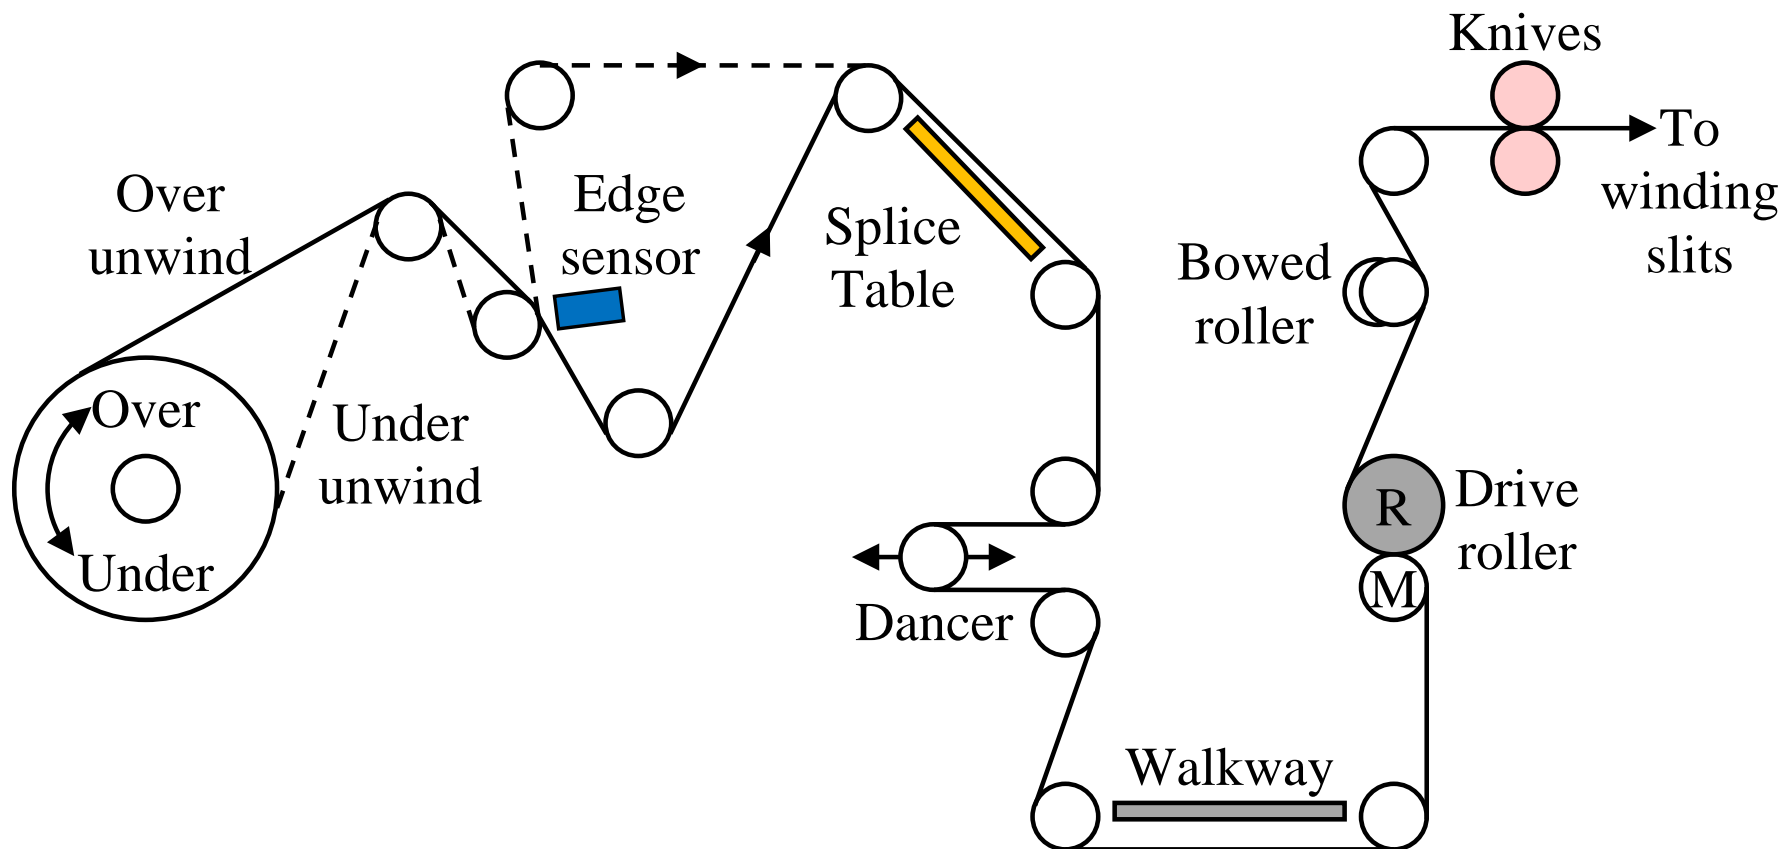 Knives
To
winding
slits
Over
unwind
Edge
sensor
Splice
Table
Bowed
roller
Over
Under
Under
unwind
R
Drive
roller
M
Dancer
Walkway